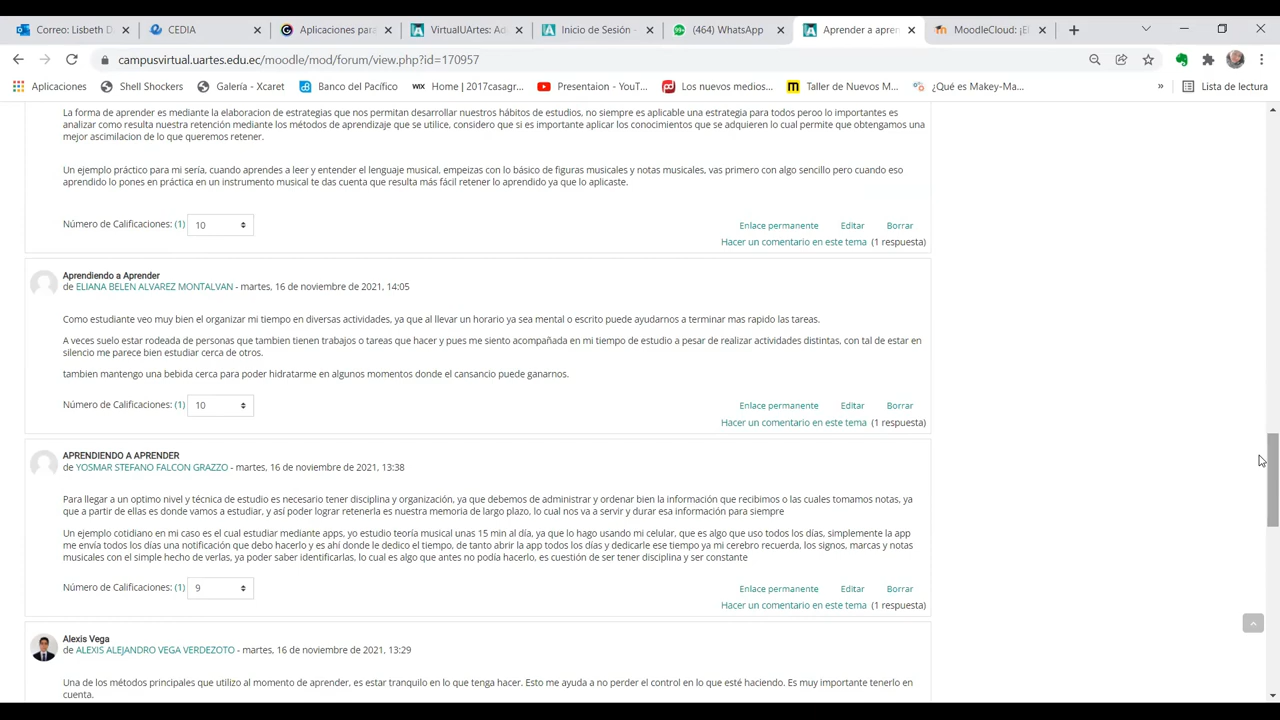 Correo: Lisbeth D
CEDIA
Aplicaciones para
VirtualUArtes: Ad
Inicio de Sesión
(464) WhatsApp
Aprender a apren
MoodleCloud: ¡El
campusvirtual.uartes.edu.ec/moodle/mod/forum/view.php?id=170957
Aplicaciones
Shell Shockers
Galería - Xcaret
Banco del Pacífico
WIX Home | 2017casagr...
Presentaion - YouT...
Los nuevos medios...
Taller de Nuevos M...
¿Qué es Makey-Ma...
»
Lista de lectura
La forma de aprender es mediante la elaboracion de estrategias que nos permitan desarrollar nuestros hábitos de estudios, no siempre es aplicable una estrategia para todos peroo lo importantes es
analizar como resulta nuestra retención mediante los métodos de aprendizaje que se utilice, considero que si es importante aplicar los conocimientos que se adquieren lo cual permite que obtengamos una
mejor ascimilacion de lo que queremos retener.
Un ejemplo práctico para mi sería, cuando aprendes a leer y entender el lenguaje musical, empeizas con lo básico de figuras musicales y notas musicales, vas primero con algo sencillo pero cuando eso
aprendido lo pones en práctica en un instrumento musical te das cuenta que resulta más fácil retener lo aprendido ya que lo aplicaste.
Número de Calificaciones: (1) 10
Enlace permanente Editar Borrar
Hacer un comentario en este tema (1 respuesta)
Aprendiendo a Aprender
de ELIANA BELEN ALVAREZ MONTALVAN - martes, 16 de noviembre de 2021, 14:05
Como estudiante veo muy bien el organizar mi tiempo en diversas actividades, ya que al llevar un horario ya sea mental o escrito puede ayudarnos a terminar mas rapido las tareas.
A veces suelo estar rodeada de personas que tambien tienen trabajos o tareas que hacer y pues me siento acompañada en mi tiempo de estudio a pesar de realizar actividades distintas, con tal de estar en
silencio me parece bien estudiar cerca de otros.
tambien mantengo una bebida cerca para poder hidratarme en algunos momentos donde el cansancio puede ganarnos.
Número de Calificaciones: (1) 10
Enlace permanente Editar Borrar
Hacer un comentario en este tema (1 respuesta)
APRENDIENDO A APRENDER
de YOSMAR STEFANO FALCON GRAZZO - martes, 16 de noviembre de 2021, 13:38
Para llegar a un optimo nivel y técnica de estudio es necesario tener disciplina y organización, ya que debemos de administrar y ordenar bien la información que recibimos o las cuales tomamos notas, ya
que a partir de ellas es donde vamos a estudiar, y así poder lograr retenerla es nuestra memoria de largo plazo, lo cual nos va a servir y durar esa información para siempre
Un ejemplo cotidiano en mi caso es el cual estudiar mediante apps, yo estudio teoría musical unas 15 min al día, ya que lo hago usando mi celular, que es algo que uso todos los días, simplemente la app
me envía todos los días una notificación que debo hacerlo y es ahí donde le dedico el tiempo, de tanto abrir la app todos los días y dedicarle ese tiempo ya mi cerebro recuerda, los signos, marcas y notas
musicales con el simple hecho de verlas, ya poder saber identificarlas, lo cual es algo que antes no podía hacerlo, es cuestión de ser tener disciplina y ser constante
Número de Calificaciones: (1) 9
Enlace permanente Editar Borrar
Hacer un comentario en este tema (1 respuesta)
Alexis Vega
de ALEXIS ALEJANDRO VEGA VERDEZOTO - martes, 16 de noviembre de 2021, 13:29
Una de los métodos principales que utilizo al momento de aprender, es estar tranquilo en lo que tenga hacer. Esto me ayuda a no perder el control en lo que esté haciendo. Es muy importante tenerlo en
cuenta.